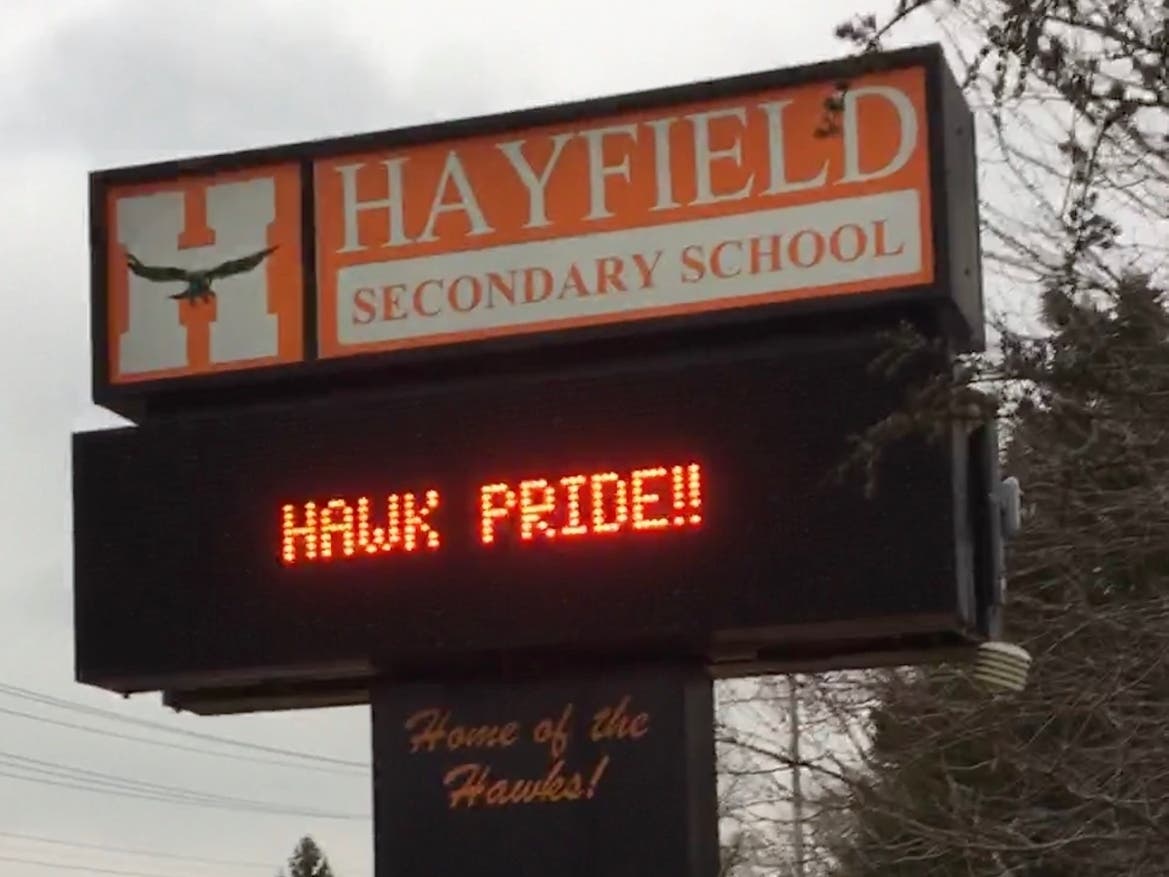 H
HAYFIELD
SECONDARY SCHOOL
HAWK PRIDE!!
Home of the
Hawks!